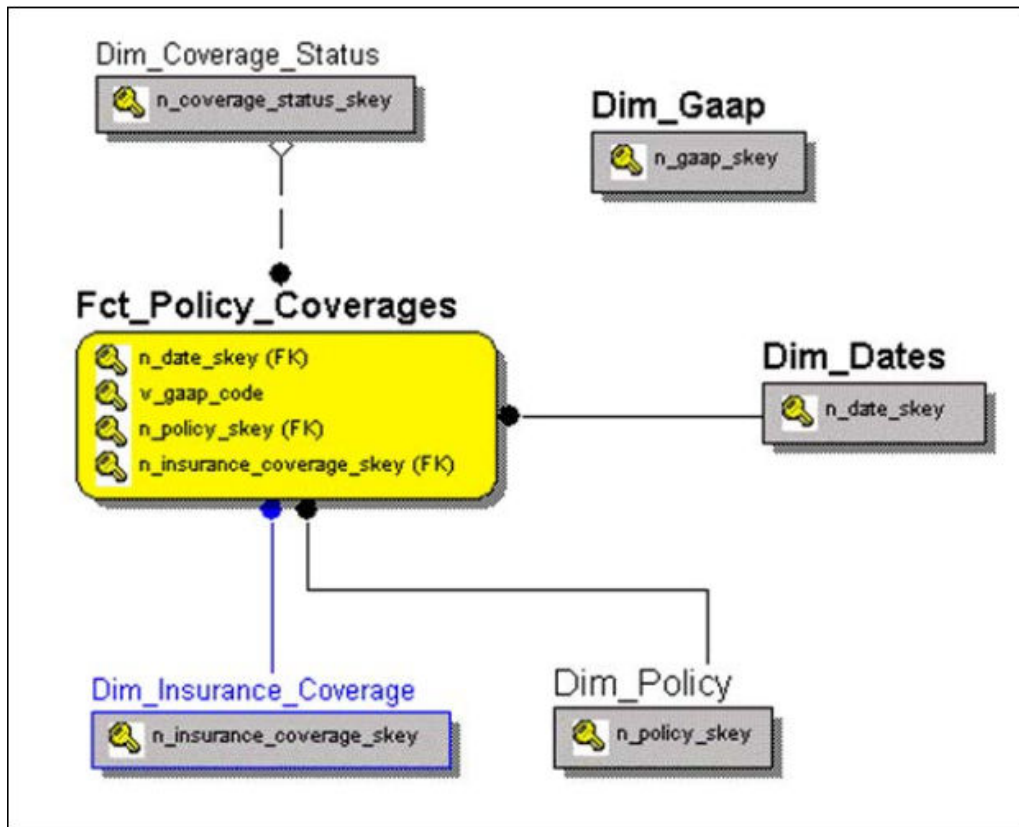 Dim_Coverage_Status
n_coverage_status_skey
Dim_Gaap
n_gaap_skey
Fct_Policy_Coverages
n_date_skey (FK)
v_gaap_code
n_policy_skey (FK)
n_insurance_coverage_skey (FK)
Dim_Dates
n_date_skey
Dim_Insurance_Coverage
n_insurance_coverage_skey
Dim_Policy
n_policy_skey